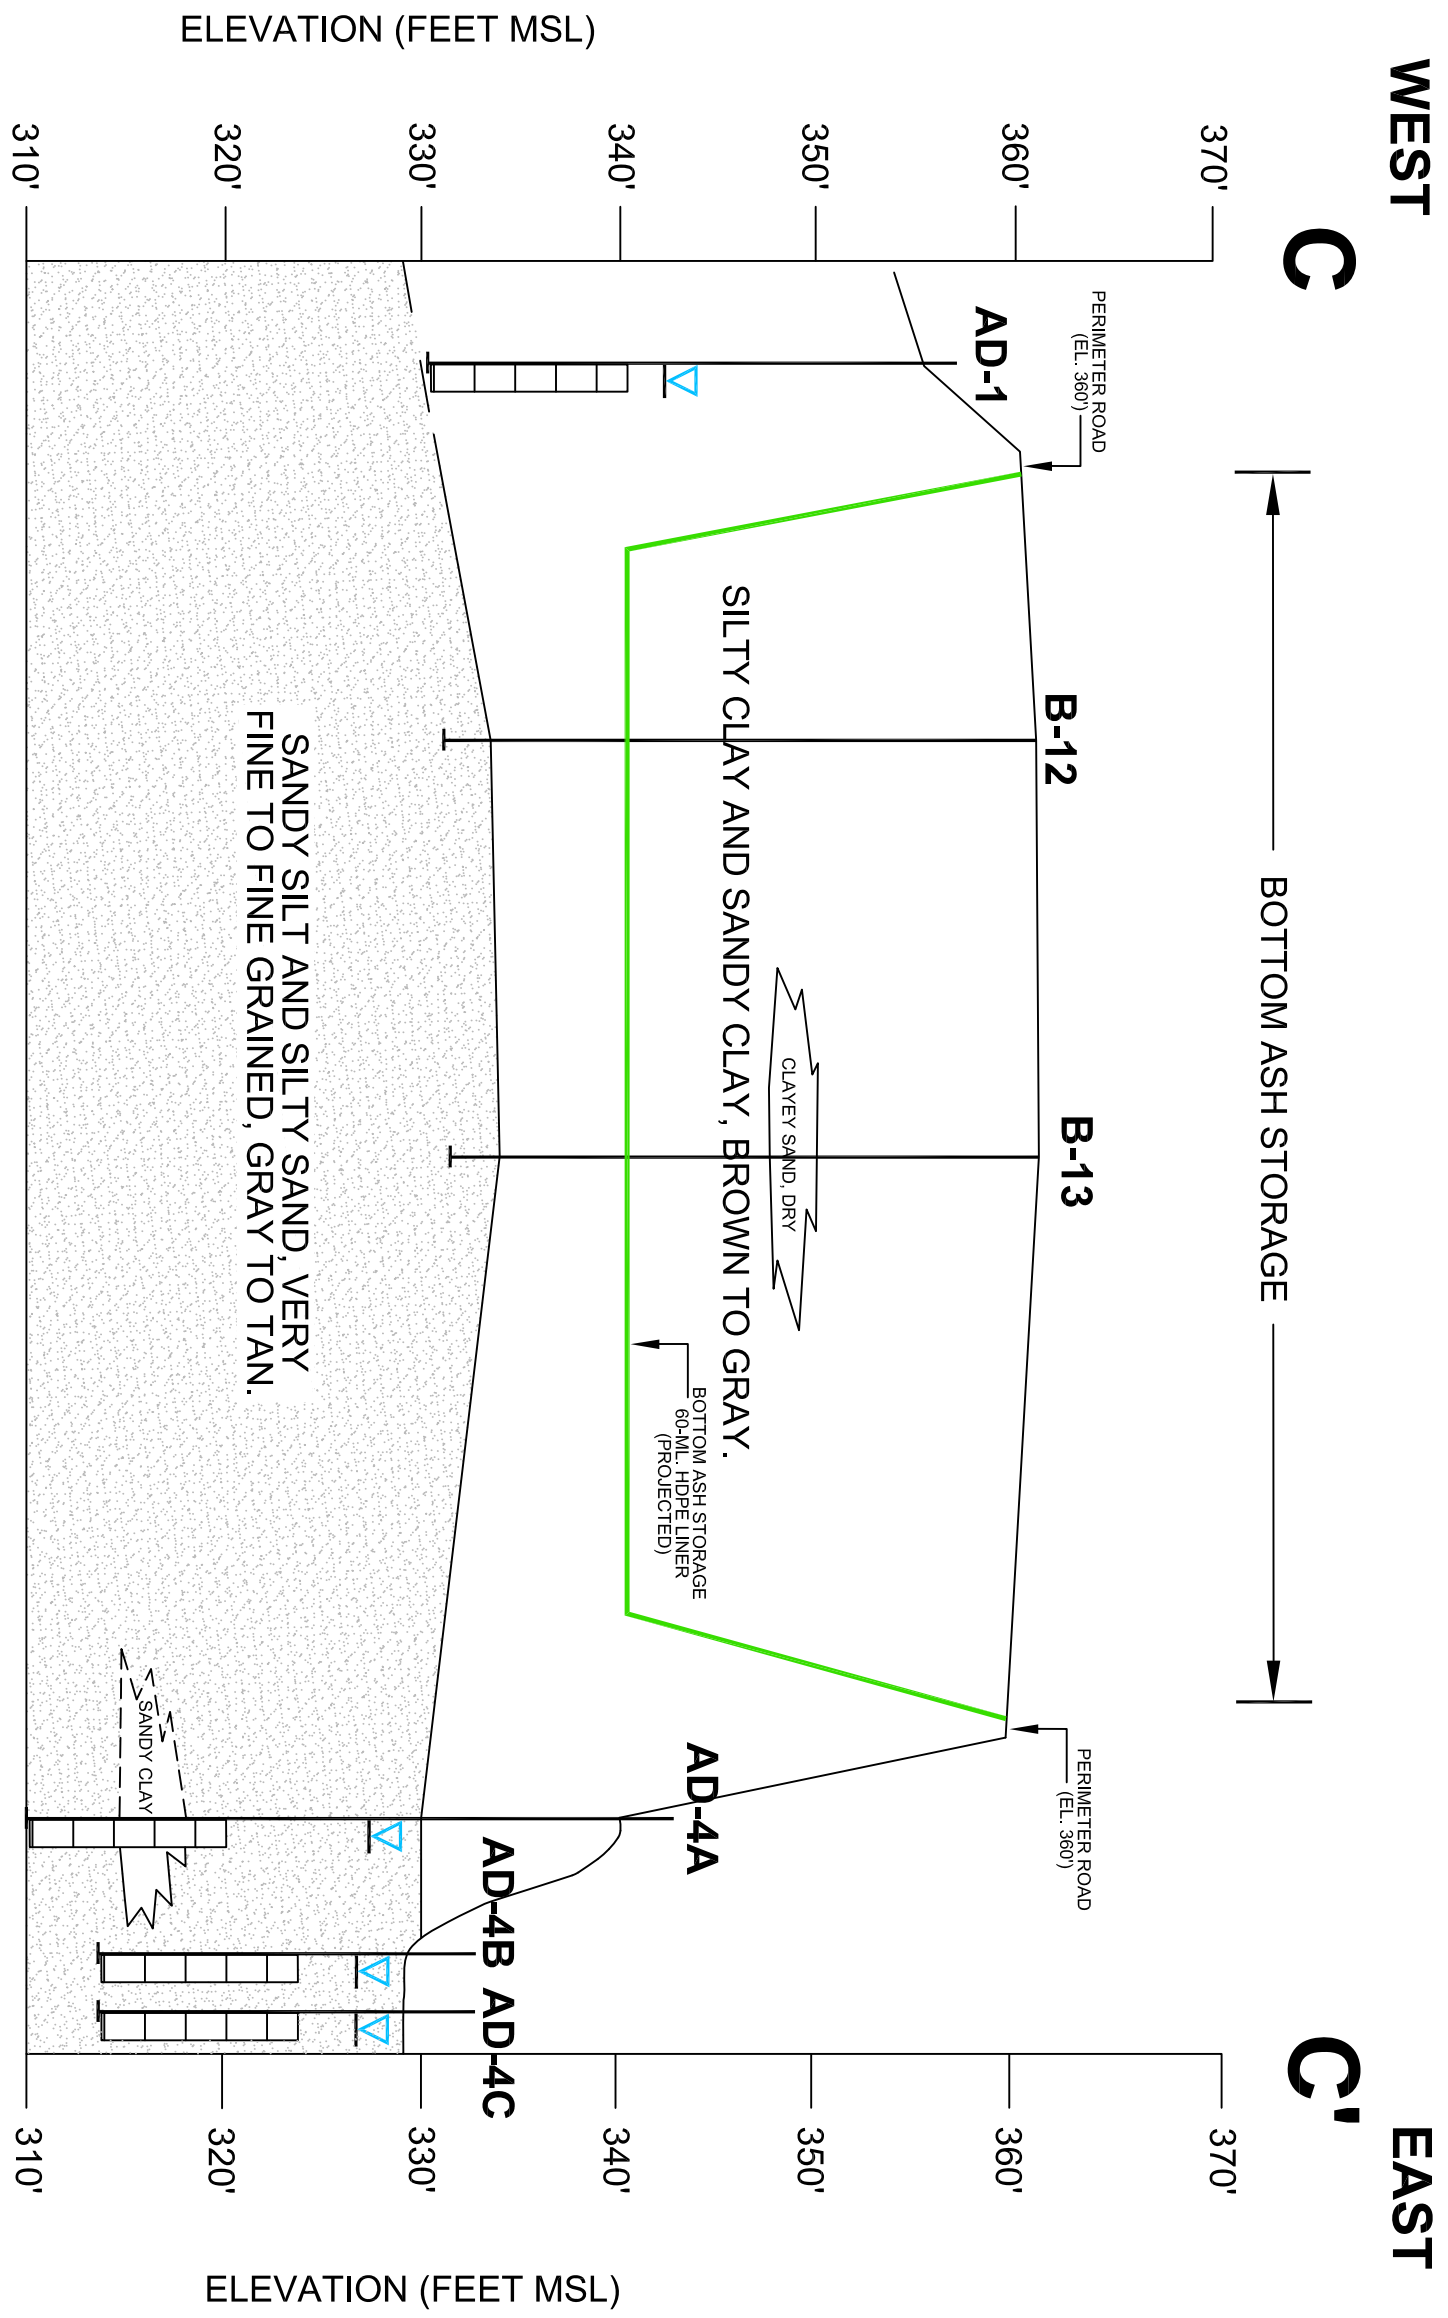 WEST
EAST
C
C'
BOTTOM ASH STORAGE
PERIMETER ROAD
(EL. 360')
PERIMETER ROAD
(EL. 360')
AD-1
B-12
B-13
AD-4A
AD-4B
AD-4C
CLAYEY SAND, DRY
SILTY CLAY AND SANDY CLAY, BROWN TO GRAY.
BOTTOM ASH STORAGE
60-ML. HDPE LINER
(PROJECTED)
SANDY SILT AND SILTY SAND, VERY
FINE TO FINE GRAINED, GRAY TO TAN.
SANDY CLAY
ELEVATION (FEET MSL)
370'
360'
350'
340'
330'
320'
310'
370'
360'
350'
340'
330'
320'
310'
ELEVATION (FEET MSL)